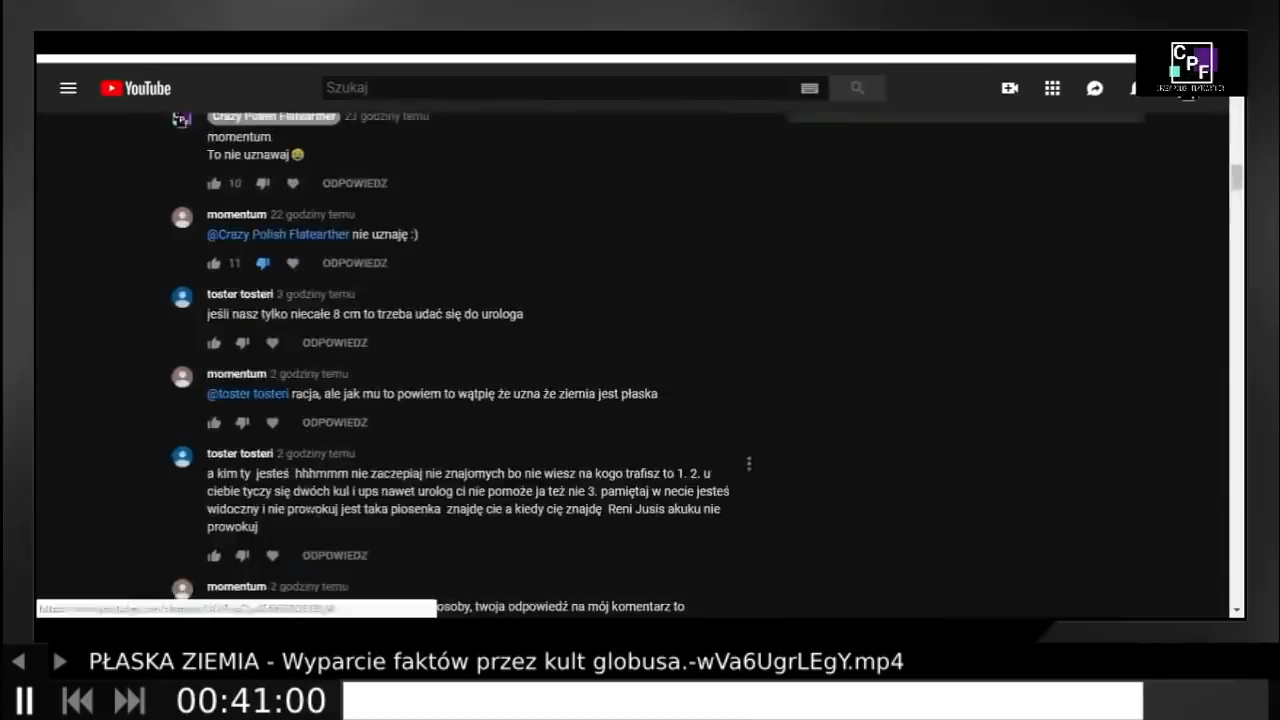 CPF
YouTube
Szukaj
Crazy Polish Flatearther 23 godziny temu
momentum
To nie uznawaj
10 ODPOWIEDZ
momentum 22 godziny temu
@Crazy Polish Flatearther nie uznaję :)
11 ODPOWIEDZ
toster tosteri 3 godziny temu
jeśli nasz tylko niecałe 8 cm to trzeba udać się do urologa
ODPOWIEDZ
momentum 2 godziny temu
@toster tosteri racja, ale jak mu to powiem to wątpię że uzna że ziemia jest płaska
ODPOWIEDZ
toster tosteri 2 godziny temu
a kim ty jesteś hhhmmm nie zaczepiaj nie znajomych bo nie wiesz na kogo trafisz to 1. 2. u
ciebie tyczy się dwóch kul i ups nawet urolog ci nie pomoże ja też nie 3. pamiętaj w necie jesteś
widoczny i nie prowokuj jest taka piosenka znajdę cie a kiedy cię znajdę Reni Jusis akuku nie
prowokuj
ODPOWIEDZ
momentum 2 godziny temu
osoby, twoja odpowiedź na mój komentarz to
PŁASKA ZIEMIA - Wyparcie faktów przez kult globusa.-wVa6UgrLEgY.mp4
00:41:00